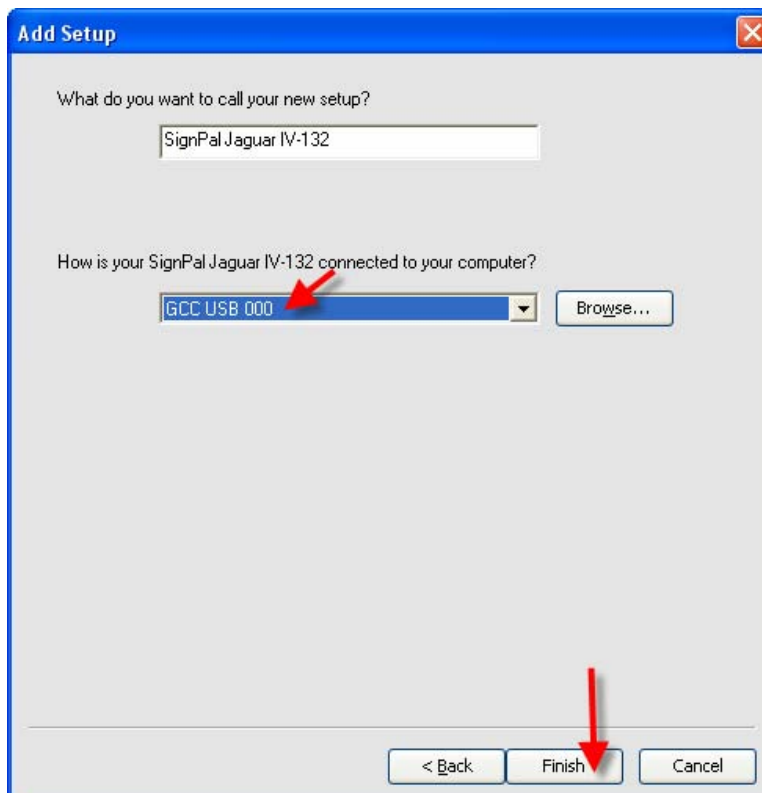 Add Setup
What do you want to call your new setup?
SignPal Jaguar IV-132
How is your SignPal Jaguar IV-132 connected to your computer?
GCC USB 000
Browse...
< Back
Finish
Cancel